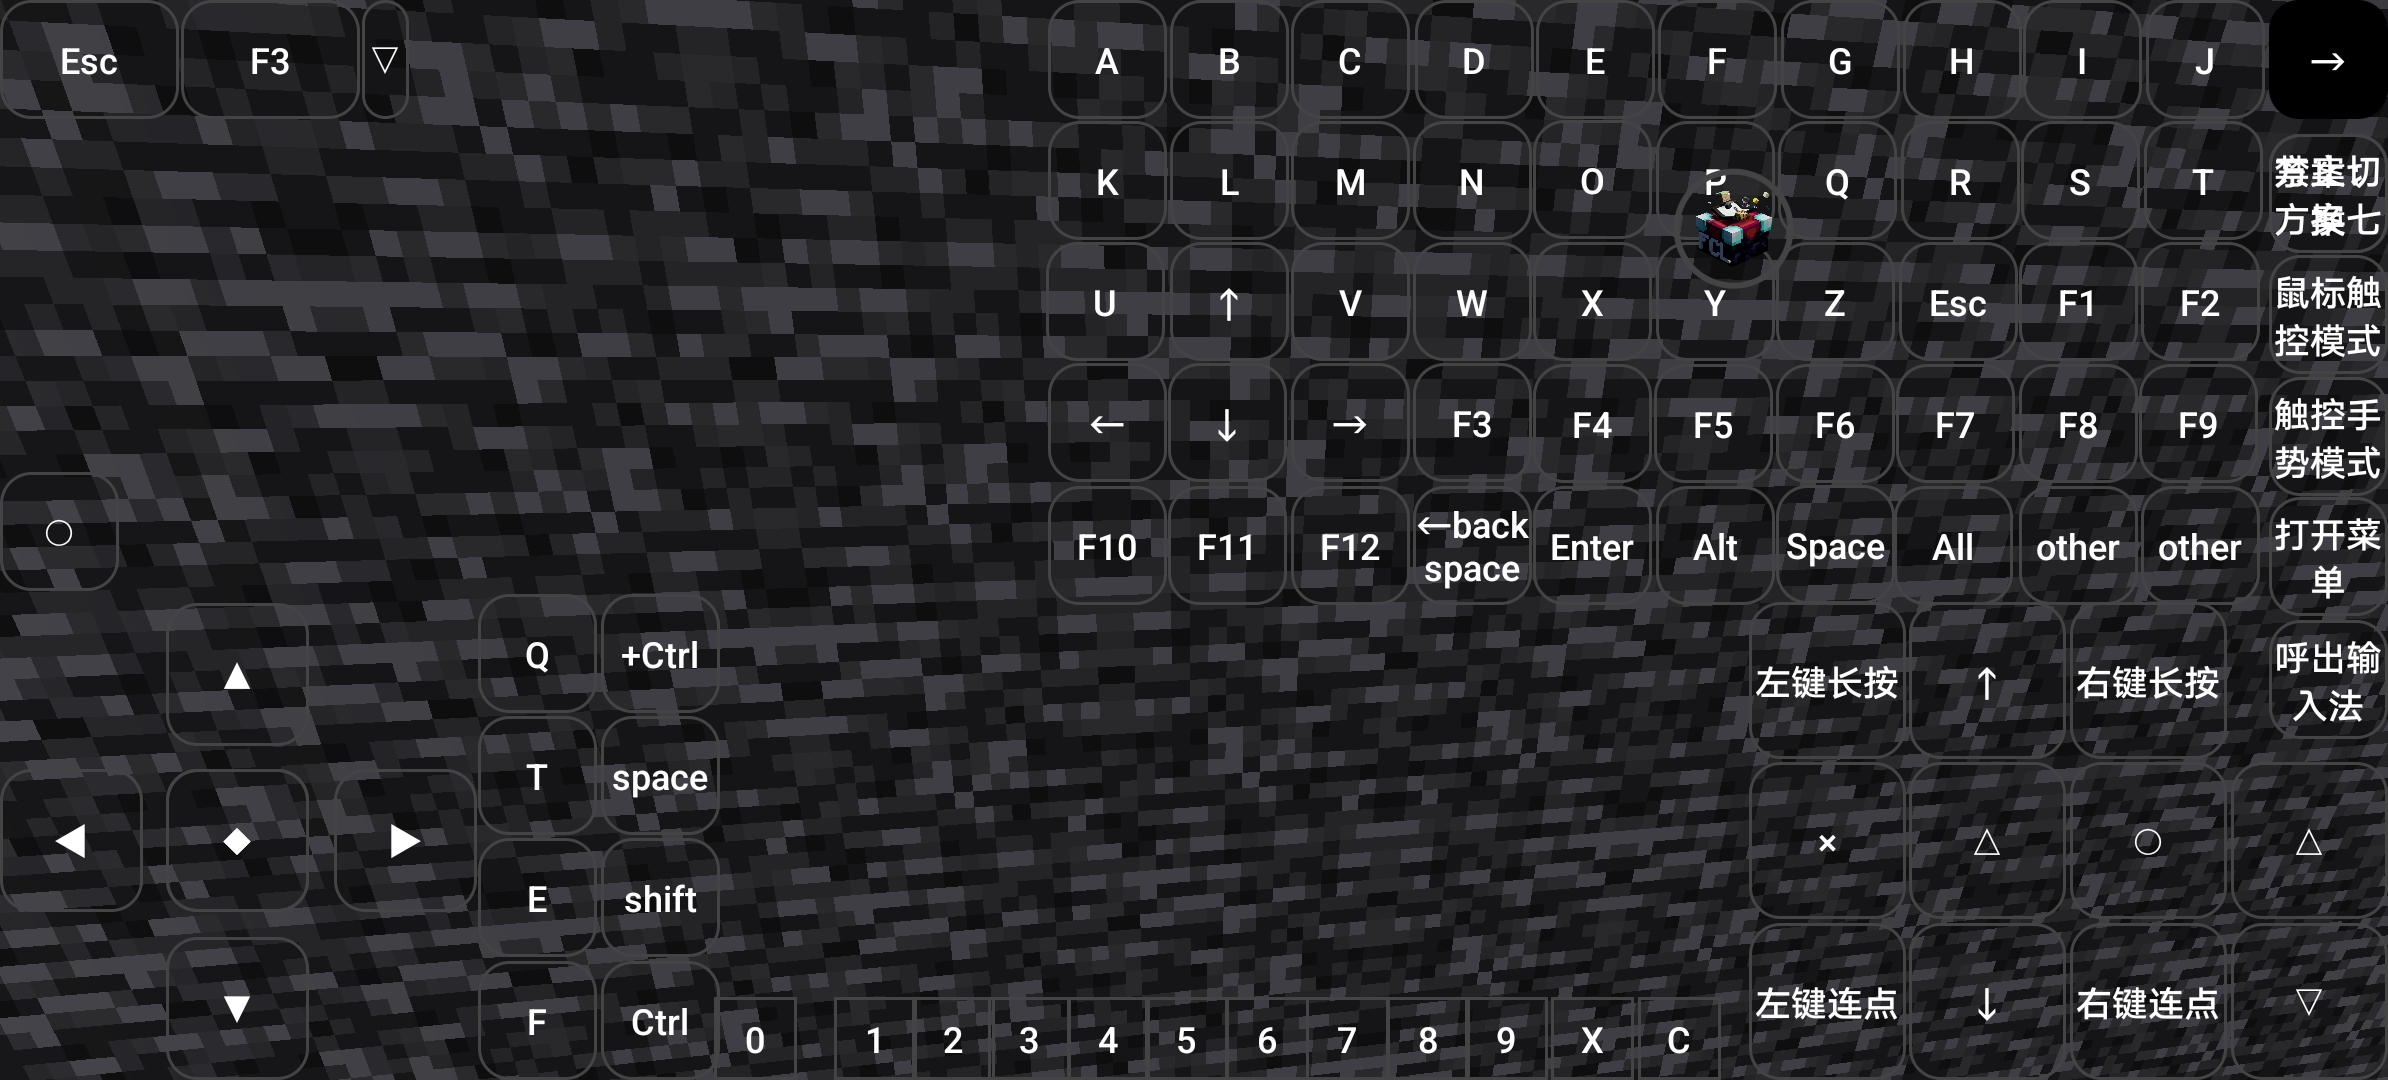 Esc F3 ▽ A B C D E F G H I J →
K L M N O P Q R S T
U ↑ V W X Y Z Esc F1 F2
鼠标触
控模式
← ↓ → F3 F4 F5 F6 F7 F8 F9
触控手
势模式
○
F10 F11 F12 ←back
space Enter Alt Space All other other
打开菜
单
▲ Q +Ctrl 左键长按 ↑ 右键长按
呼出输
入法
◀ ◆ ▶ T space × △ ○ △
E shift
▼ F Ctrl 左键连点 ↓ 右键连点 ▽
0 1 2 3 4 5 6 7 8 9 X C
FCL